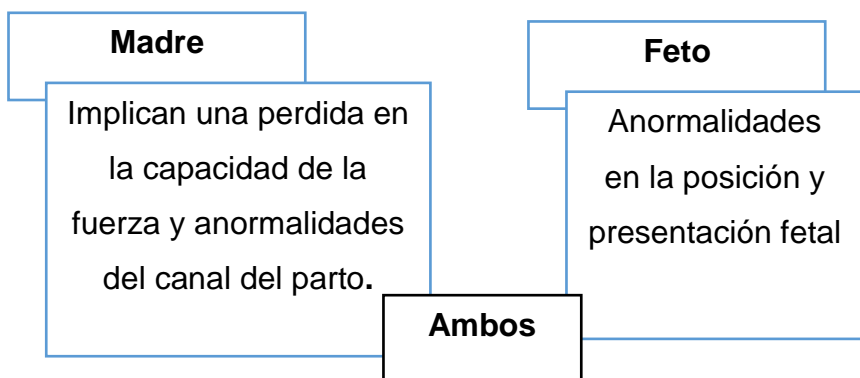 Madre
Implican una perdida en
la capacidad de la
fuerza y anormalidades
del canal del parto.
Feto
Anormalidades
en la posición y
presentación fetal
Ambos